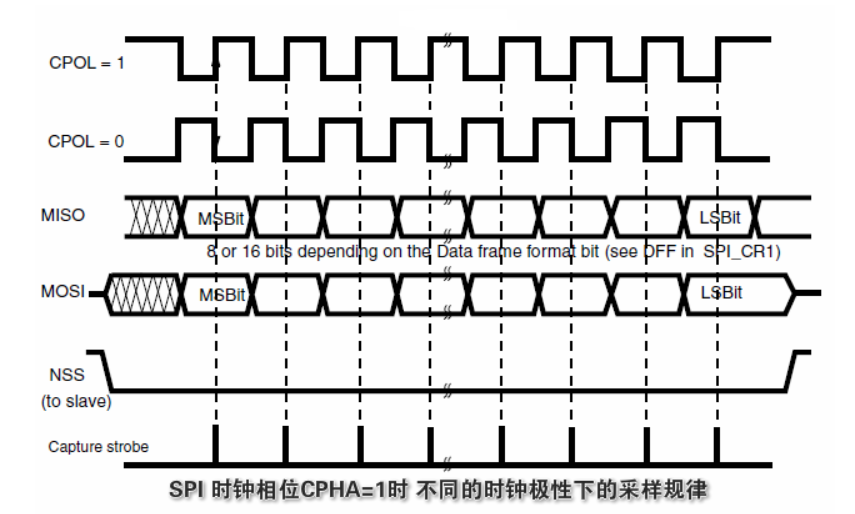 CPOL = 1
CPOL = 0
MISO
MSBit
LSBit
8 or 16 bits depending on the Data frame format bit (see DFF in SPI_CR1)
MOSI
MSBit
LSBit
NSS
(to slave)
Capture strobe
SPI 时钟相位CPHA=1时 不同的时钟极性下的采样规律